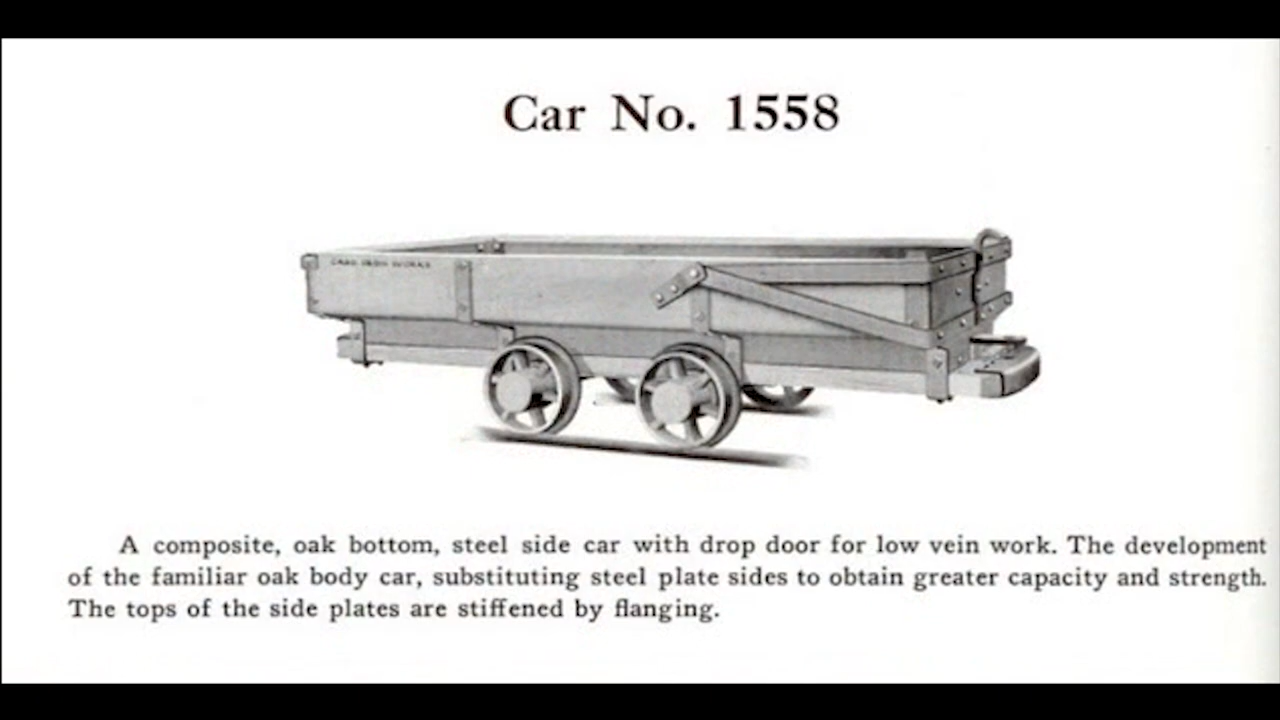 Car No. 1558
IRON WORKS
A composite, oak bottom, steel side car with drop door for low vein work. The development
of the familiar oak body car, substituting steel plate sides to obtain greater capacity and strength.
The tops of the side plates are stiffened by flanging.